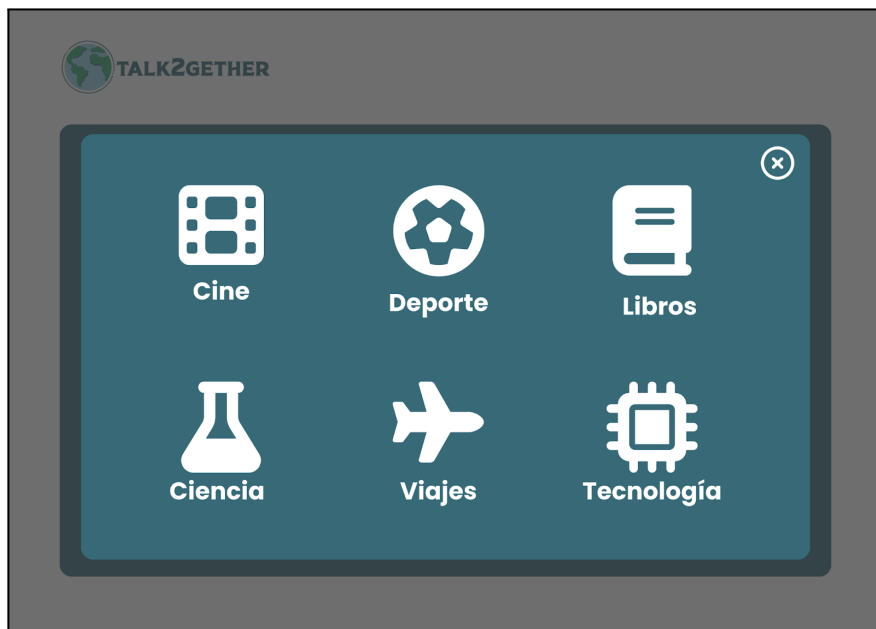 TALK2GETHER
Cine
Deporte
Libros
Ciencia
Viajes
Tecnología